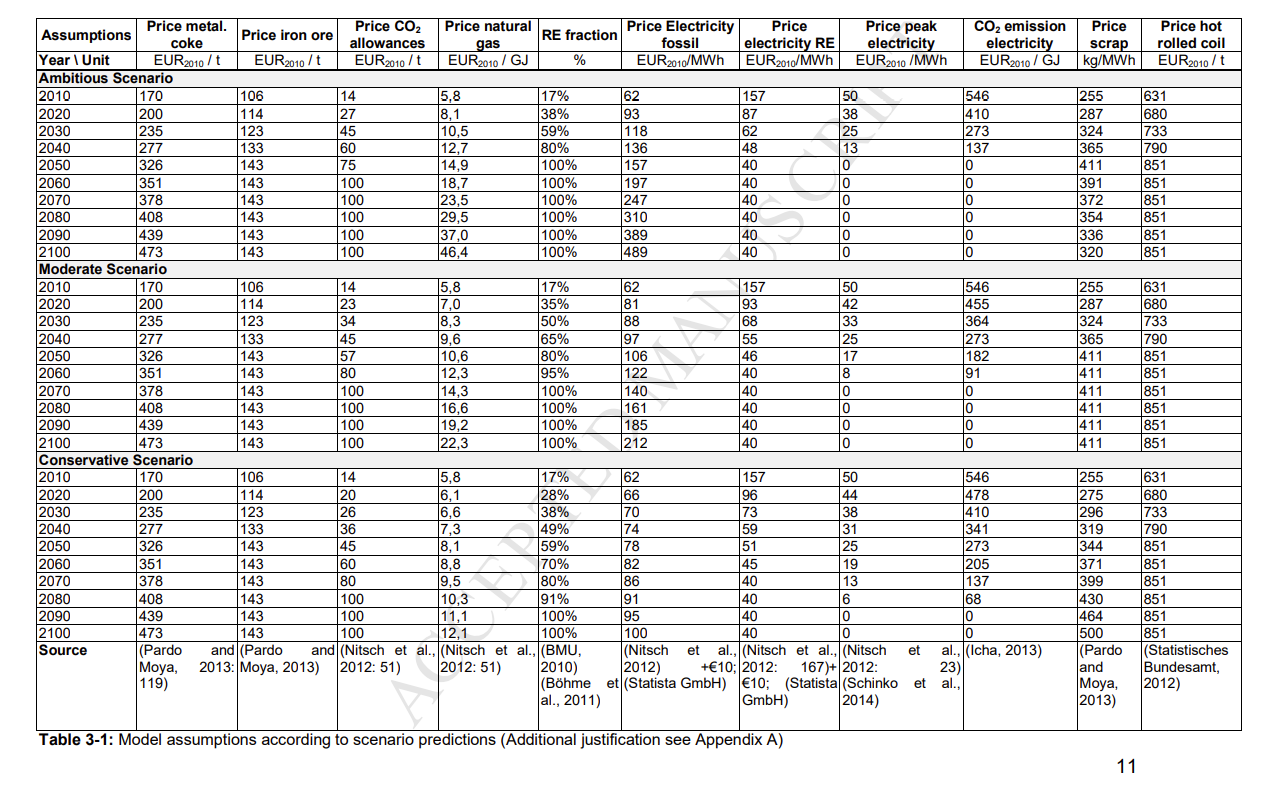 Assumptions | Price metal. coke | Price iron ore | Price CO2 allowances | Price natural gas | RE fraction | Price Electricity fossil | Price electricity RE | Price peak electricity | CO2 emission electricity | Price scrap | Price hot rolled coil
Year \ Unit | EUR2010 / t | EUR2010 / t | EUR2010 / t | EUR2010 / GJ | % | EUR2010/MWh | EUR2010/MWh | EUR2010 /MWh | EUR2010 / GJ | kg/MWh | EUR2010 / t
Ambitious Scenario
2010 | 170 | 106 | 14 | 5,8 | 17% | 62 | 157 | 50 | 546 | 255 | 631
2020 | 200 | 114 | 27 | 8,1 | 38% | 93 | 87 | 38 | 410 | 287 | 680
2030 | 235 | 123 | 45 | 10,5 | 59% | 118 | 62 | 25 | 273 | 324 | 733
2040 | 277 | 133 | 60 | 12,7 | 80% | 136 | 48 | 13 | 137 | 365 | 790
2050 | 326 | 143 | 75 | 14,9 | 100% | 157 | 40 | 0 | 0 | 411 | 851
2060 | 351 | 143 | 100 | 18,7 | 100% | 197 | 40 | 0 | 0 | 391 | 851
2070 | 378 | 143 | 100 | 23,5 | 100% | 247 | 40 | 0 | 0 | 372 | 851
2080 | 408 | 143 | 100 | 29,5 | 100% | 310 | 40 | 0 | 0 | 354 | 851
2090 | 439 | 143 | 100 | 37,0 | 100% | 389 | 40 | 0 | 0 | 336 | 851
2100 | 473 | 143 | 100 | 46,4 | 100% | 489 | 40 | 0 | 0 | 320 | 851
Moderate Scenario
2010 | 170 | 106 | 14 | 5,8 | 17% | 62 | 157 | 50 | 546 | 255 | 631
2020 | 200 | 114 | 23 | 7,0 | 35% | 81 | 93 | 42 | 455 | 287 | 680
2030 | 235 | 123 | 34 | 8,3 | 50% | 88 | 68 | 33 | 364 | 324 | 733
2040 | 277 | 133 | 45 | 9,6 | 65% | 97 | 55 | 25 | 273 | 365 | 790
2050 | 326 | 143 | 57 | 10,6 | 80% | 106 | 46 | 17 | 182 | 411 | 851
2060 | 351 | 143 | 80 | 12,3 | 95% | 122 | 40 | 8 | 91 | 411 | 851
2070 | 378 | 143 | 100 | 14,3 | 100% | 140 | 40 | 0 | 0 | 411 | 851
2080 | 408 | 143 | 100 | 16,6 | 100% | 161 | 40 | 0 | 0 | 411 | 851
2090 | 439 | 143 | 100 | 19,2 | 100% | 185 | 40 | 0 | 0 | 411 | 851
2100 | 473 | 143 | 100 | 22,3 | 100% | 212 | 40 | 0 | 0 | 411 | 851
Conservative Scenario
2010 | 170 | 106 | 14 | 5,8 | 17% | 62 | 157 | 50 | 546 | 255 | 631
2020 | 200 | 114 | 20 | 6,1 | 28% | 66 | 96 | 44 | 478 | 275 | 680
2030 | 235 | 123 | 26 | 6,6 | 38% | 70 | 73 | 38 | 410 | 296 | 733
2040 | 277 | 133 | 36 | 7,3 | 49% | 74 | 59 | 31 | 341 | 319 | 790
2050 | 326 | 143 | 45 | 8,1 | 59% | 78 | 51 | 25 | 273 | 344 | 851
2060 | 351 | 143 | 60 | 8,8 | 70% | 82 | 45 | 19 | 205 | 371 | 851
2070 | 378 | 143 | 80 | 9,5 | 80% | 86 | 40 | 13 | 137 | 399 | 851
2080 | 408 | 143 | 100 | 10,3 | 91% | 91 | 40 | 6 | 68 | 430 | 851
2090 | 439 | 143 | 100 | 11,1 | 100% | 95 | 40 | 0 | 0 | 464 | 851
2100 | 473 | 143 | 100 | 12,1 | 100% | 100 | 40 | 0 | 0 | 500 | 851
Source | (Pardo and Moya, 2013: 119) | (Pardo and Moya, 2013) | (Nitsch et al., 2012: 51) | (Nitsch et al., 2012: 51) | (BMU, 2010) (Böhme et al., 2011) | (Nitsch et al., 2012) +€10; (Statista GmbH) | (Nitsch et al., 2012: 167)+ €10; (Statista GmbH) | (Nitsch et al., 2012: 23) (Schinko et al., 2014) | (Icha, 2013) | (Pardo and Moya, 2013) | (Statistisches Bundesamt, 2012)
Table 3-1: Model assumptions according to scenario predictions (Additional justification see Appendix A)
11
ACCEPTED MANUSCRIPT